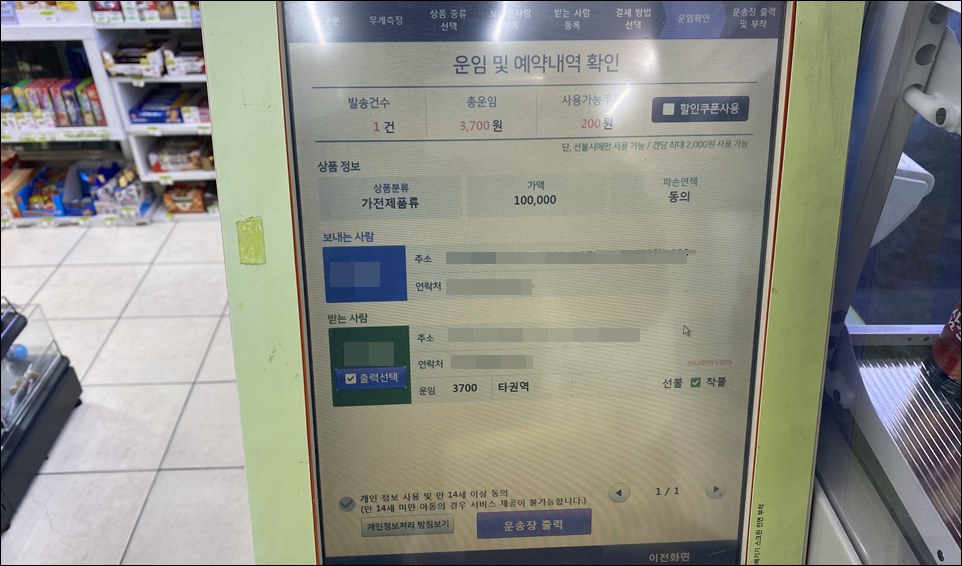 무게측정
상품 종류
선택
받는 사람
등록
결제 방법
선택
운임확인
운송장 출력
및 부착
운임 및 예약내역 확인
발송건수
총운임
1 건
3,700 원
200 원
할인쿠폰사용
단, 선불시에만 사용 가능 / 건당 최대 2,000원 사용 가능
상품 정보
상품분류
가액
파손면책
가전제품류
100,000
동의
보내는 사람
주소
연락처
받는 사람
주소
연락처
출력선택
운임 3700 타권역
선불 착불
개인 정보 사용 및 만 14세 이상 동의
(만 14세 미만 아동의 경우 서비스 제공이 불가능합니다.)
1 / 1
개인정보처리 방침보기
운송장 출력
이전화면